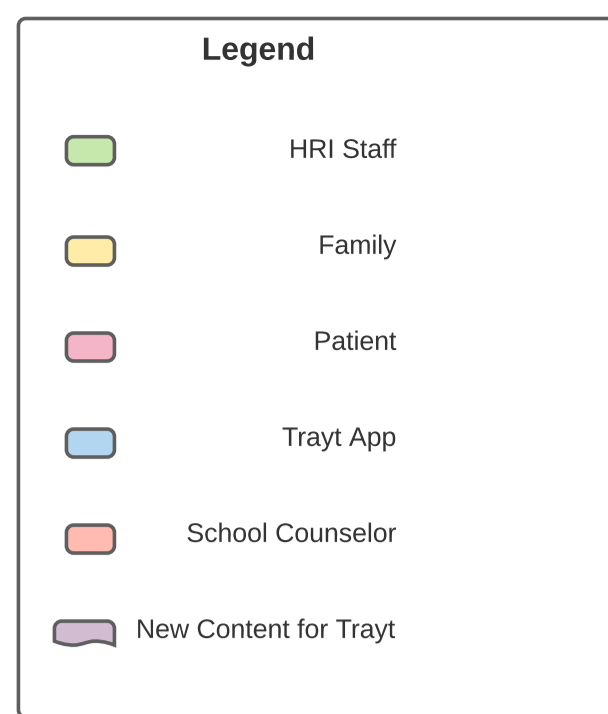 Legend
HRI Staff
Family
Patient
Trayt App
School Counselor
New Content for Trayt